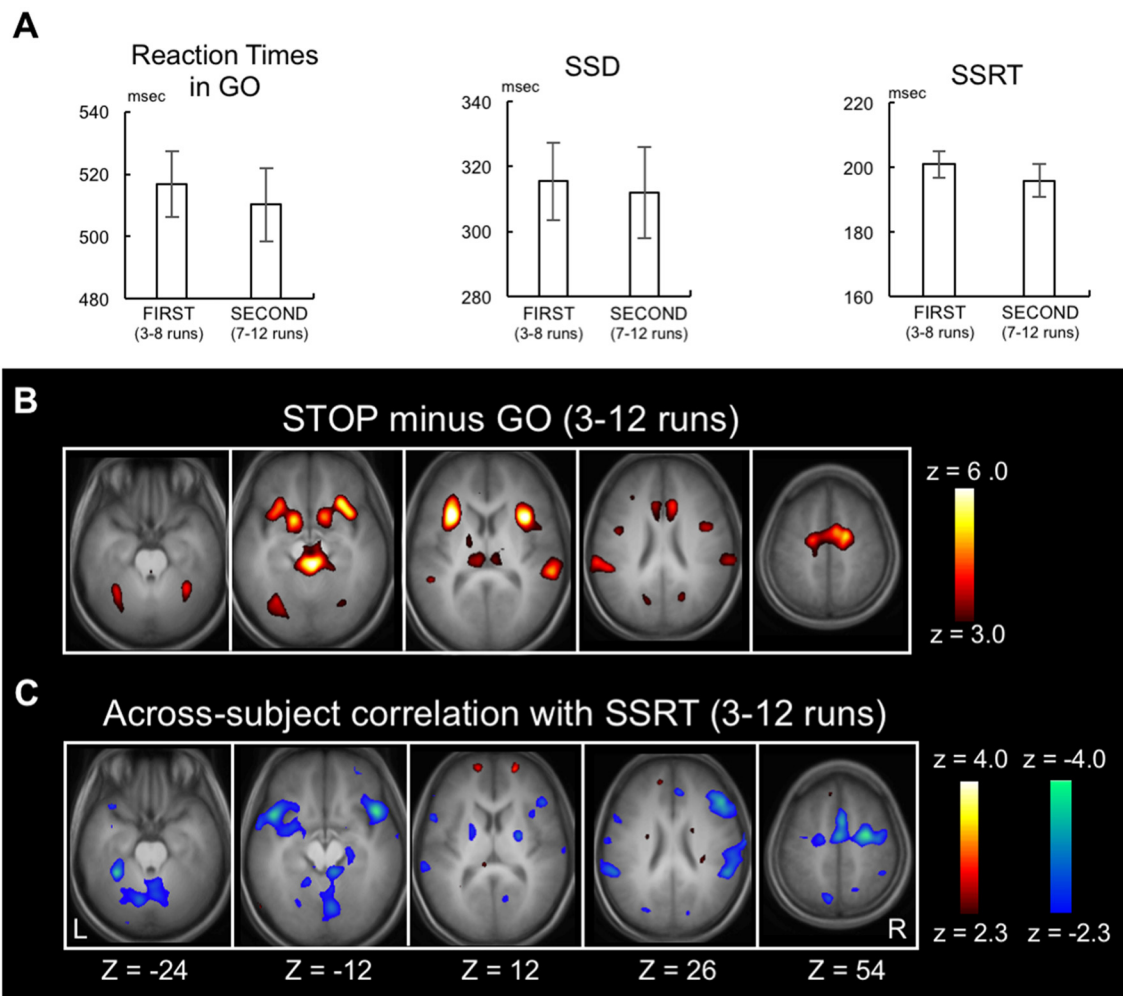 A
Reaction Times
in GO
msec
540
520
500
480
FIRST
(3-8 runs)
SECOND
(7-12 runs)
SSD
msec
340
320
300
280
FIRST
(3-8 runs)
SECOND
(7-12 runs)
SSRT
msec
220
200
180
160
FIRST
(3-8 runs)
SECOND
(7-12 runs)
B
STOP minus GO (3-12 runs)
z = 6 .0
z = 3.0
C
Across-subject correlation with SSRT (3-12 runs)
z = 4.0 z = -4.0
L
R
z = 2.3 z = -2.3
Z = -24
Z = -12
Z = 12
Z = 26
Z = 54